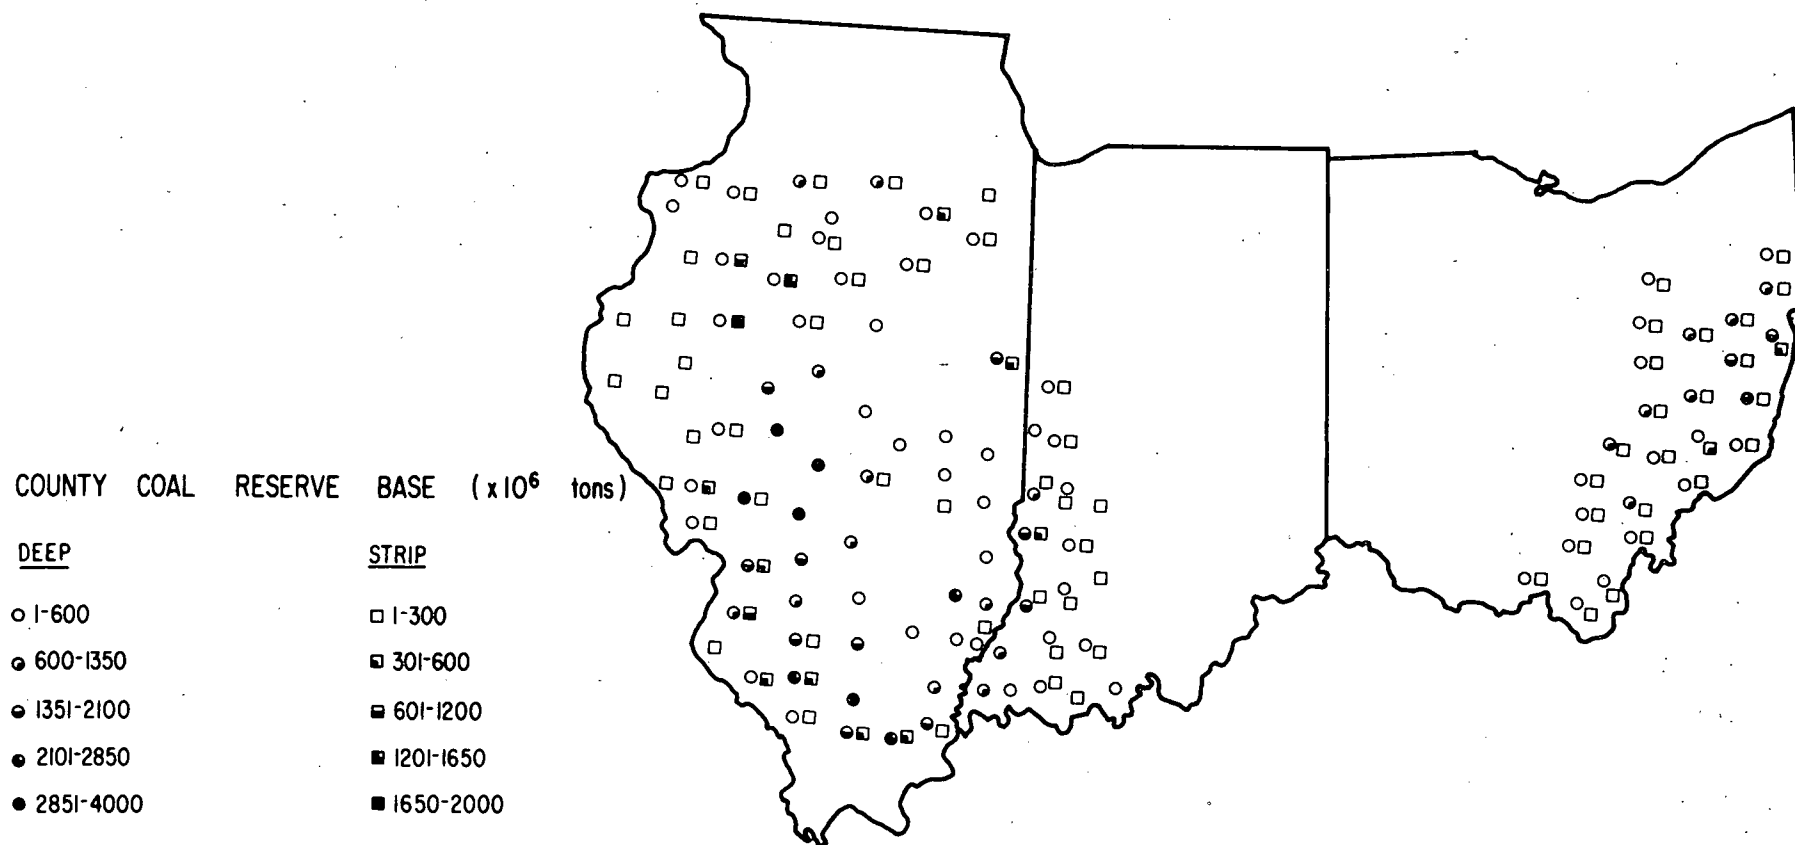 COUNTY COAL RESERVE BASE (x10⁶ tons)
DEEP STRIP
1-600 1-300
600-1350 301-600
1351-2100 601-1200
2101-2850 1201-1650
2851-4000 1650-2000